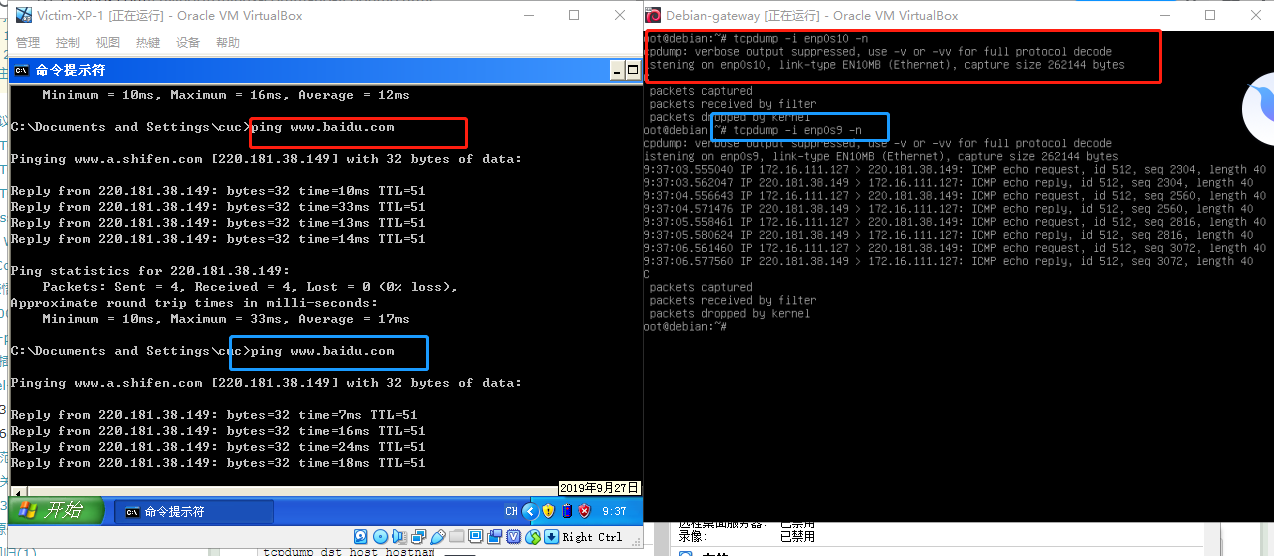 Victim-XP-1 [正在运行] - Oracle VM VirtualBox
管理 控制 视图 热键 设备 帮助
命令提示符
Minimum = 10ms, Maximum = 16ms, Average = 12ms
C:\Documents and Settings\cuc>ping www.baidu.com
Pinging www.a.shifen.com [220.181.38.149] with 32 bytes of data:
Reply from 220.181.38.149: bytes=32 time=10ms TTL=51
Reply from 220.181.38.149: bytes=32 time=33ms TTL=51
Reply from 220.181.38.149: bytes=32 time=13ms TTL=51
Reply from 220.181.38.149: bytes=32 time=14ms TTL=51
Ping statistics for 220.181.38.149:
Packets: Sent = 4, Received = 4, Lost = 0 (0% loss),
Approximate round trip times in milli-seconds:
Minimum = 10ms, Maximum = 33ms, Average = 17ms
C:\Documents and Settings\cuc>ping www.baidu.com
Pinging www.a.shifen.com [220.181.38.149] with 32 bytes of data:
Reply from 220.181.38.149: bytes=32 time=7ms TTL=51
Reply from 220.181.38.149: bytes=32 time=16ms TTL=51
Reply from 220.181.38.149: bytes=32 time=24ms TTL=51
Reply from 220.181.38.149: bytes=32 time=18ms TTL=51
2019年9月27日
开始 命令提示符 CH 9:37
Right Ctrl
tcpdump dst host hostnam
Debian-gateway [正在运行] - Oracle VM VirtualBox
oot@debian:~# tcpdump -i enp0s10 -n
cpdump: verbose output suppressed, use -v or -vv for full protocol decode
istening on enp0s10, link-type EN10MB (Ethernet), capture size 262144 bytes
C
packets captured
packets received by filter
packets dropped by kernel
oot@debian:~# tcpdump -i enp0s9 -n
cpdump: verbose output suppressed, use -v or -vv for full protocol decode
istening on enp0s9, link-type EN10MB (Ethernet), capture size 262144 bytes
9:37:03.555040 IP 172.16.111.127 > 220.181.38.149: ICMP echo request, id 512, seq 2304, length 40
9:37:03.562047 IP 220.181.38.149 > 172.16.111.127: ICMP echo reply, id 512, seq 2304, length 40
9:37:04.556643 IP 172.16.111.127 > 220.181.38.149: ICMP echo request, id 512, seq 2560, length 40
9:37:04.571476 IP 220.181.38.149 > 172.16.111.127: ICMP echo reply, id 512, seq 2560, length 40
9:37:05.558461 IP 172.16.111.127 > 220.181.38.149: ICMP echo request, id 512, seq 2816, length 40
9:37:05.580624 IP 220.181.38.149 > 172.16.111.127: ICMP echo reply, id 512, seq 2816, length 40
9:37:06.561460 IP 172.16.111.127 > 220.181.38.149: ICMP echo request, id 512, seq 3072, length 40
9:37:06.577560 IP 220.181.38.149 > 172.16.111.127: ICMP echo reply, id 512, seq 3072, length 40
C
packets captured
packets received by filter
packets dropped by kernel
oot@debian:~#
远程桌面服务器: 已禁用
录像: 已禁用